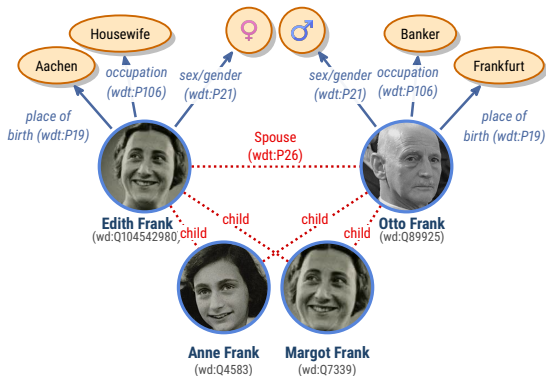 Housewife
♀
♂
Banker
Aachen
Frankfurt
occupation
(wdt:P106)
sex/gender
(wdt:P21)
sex/gender
(wdt:P21)
occupation
(wdt:P106)
place of
birth (wdt:P19)
place of
birth (wdt:P19)
Spouse
(wdt:P26)
Edith Frank
(wd:Q104542980,
Otto Frank
(wd:Q89925)
child
child
child
child
Anne Frank
(wd:Q4583)
Margot Frank
(wd:Q7339)